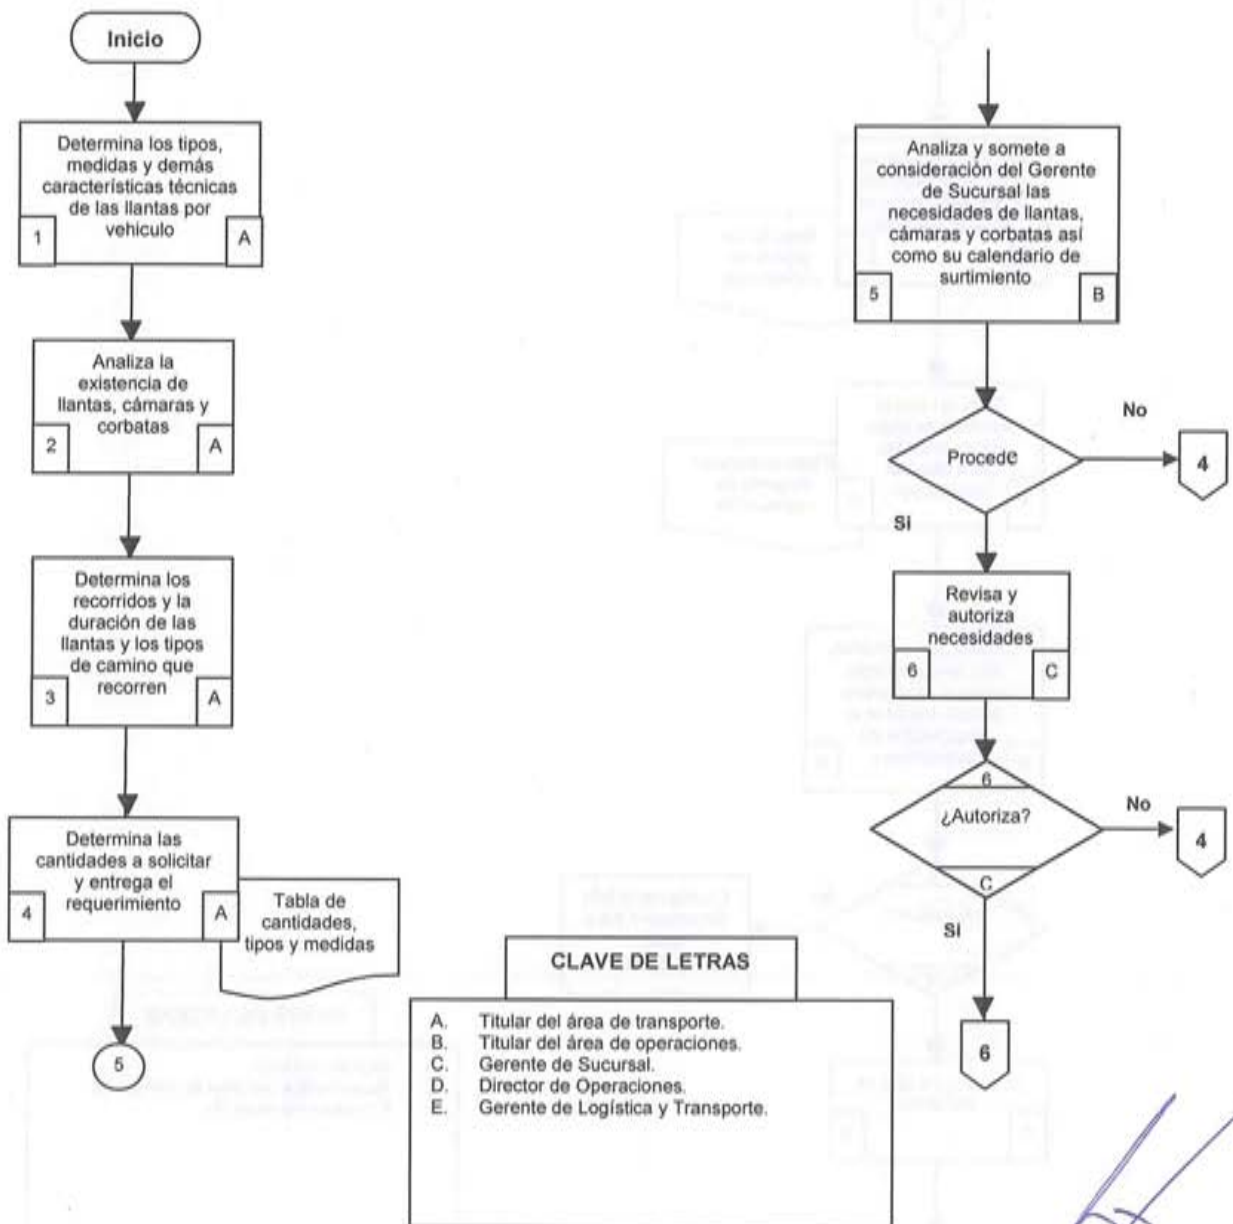 Inicio
Determina los tipos,
medidas y demás
características técnicas
de las llantas por
vehiculo
1
A
Analiza la
existencia de
llantas, cámaras y
corbatas
2
A
Determina los
recorridos y la
duración de las
llantas y los tipos
de camino que
recorren
3
A
Determina las
cantidades a solicitar
y entrega el
requerimiento
4
A
Tabla de
cantidades,
tipos y medidas
5
Analiza y somete a
consideración del Gerente
de Sucursal las
necesidades de llantas,
cámaras y corbatas así
como su calendario de
surtimiento
5
B
Procede
No
4
Si
Revisa y
autoriza
necesidades
6
C
6
¿Autoriza?
C
No
4
Si
6
CLAVE DE LETRAS
A. Titular del área de transporte.
B. Titular del área de operaciones.
C. Gerente de Sucursal.
D. Director de Operaciones.
E. Gerente de Logística y Transporte.